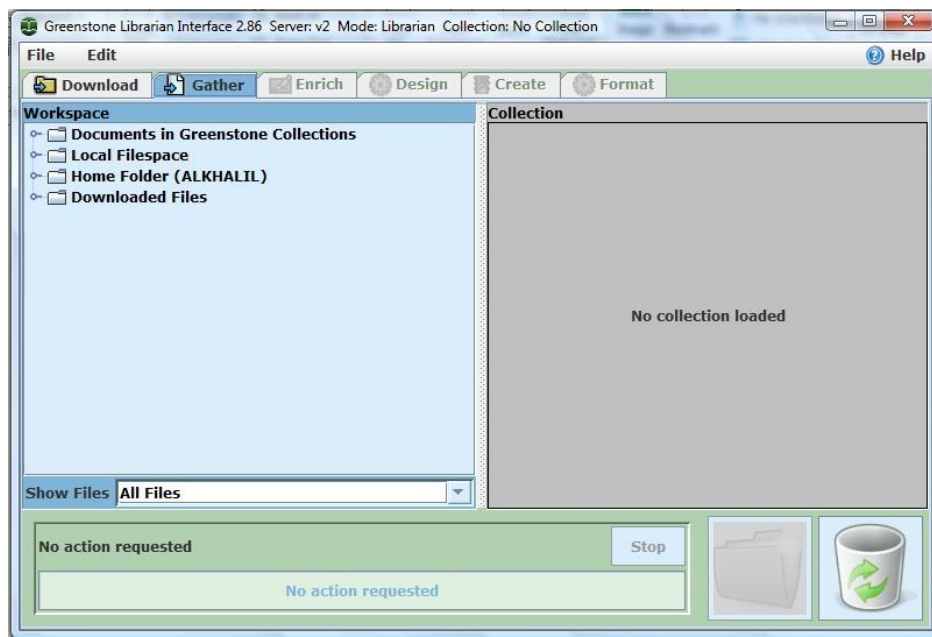 Greenstone Librarian Interface 2.86 Server: v2 Mode: Librarian Collection: No Collection
File Edit Help
Download Gather Enrich Design Create Format
Workspace Collection
Documents in Greenstone Collections
Local Filespace
Home Folder (ALKHALIL)
Downloaded Files
No collection loaded
Show Files All Files
No action requested Stop
No action requested